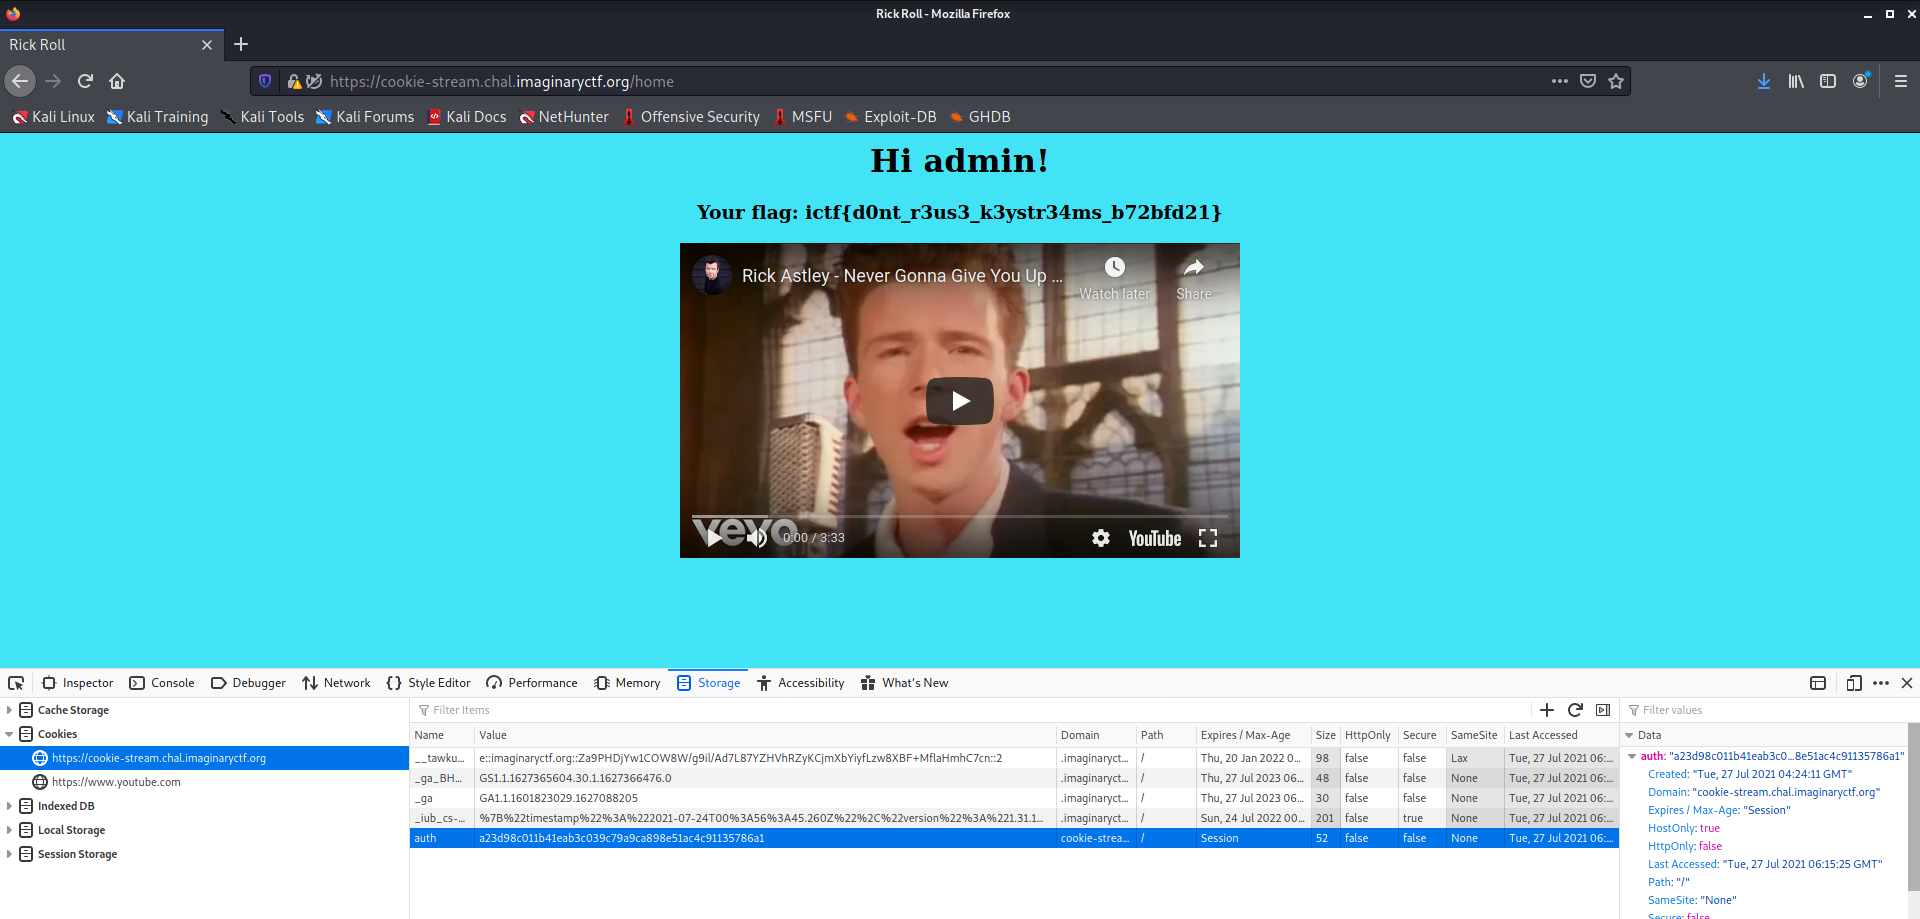 Rick Roll - Mozilla Firefox
Rick Roll
https://cookie-stream.chal.imaginaryctf.org/home
Kali Linux Kali Training Kali Tools Kali Forums Kali Docs NetHunter Offensive Security MSFU Exploit-DB GHDB
Hi admin!
Your flag: ictf{d0nt_r3us3_k3ystr34ms_b72bfd21}
Rick Astley - Never Gonna Give You Up ...
Watch later Share
vevo
0:00 / 3:33 YouTube
Inspector Console Debugger Network Style Editor Performance Memory Storage Accessibility What's New
Cache Storage
Cookies
https://cookie-stream.chal.imaginaryctf.org
https://www.youtube.com
Indexed DB
Local Storage
Session Storage
Filter Items
Name Value Domain Path Expires / Max-Age Size HttpOnly Secure SameSite Last Accessed
__tawku... e::imaginaryctf.org::Za9PHDjYw1COW8W/g9il/Ad7L87YZHVhRZyKCjmXbYiyfLzw8XBF+MflaHmhC7cn::2 .imaginaryct... / Thu, 20 Jan 2022 0... 98 false false Lax Tue, 27 Jul 2021 06:...
_ga_BH... GS1.1.1627365604.30.1.1627366476.0 .imaginaryct... / Thu, 27 Jul 2023 06... 48 false false None Tue, 27 Jul 2021 06:...
_ga GA1.1.1601823029.1627088205 .imaginaryct... / Thu, 27 Jul 2023 06... 30 false false None Tue, 27 Jul 2021 06:...
_iub_cs-... %7B%22timestamp%22%3A%222021-07-24T00%3A56%3A45.260Z%22%2C%22version%22%3A%221.31.1... .imaginaryct... / Sun, 24 Jul 2022 00... 201 false true None Tue, 27 Jul 2021 06:...
auth a23d98c011b41eab3c039c79a9ca898e51ac4c91135786a1 cookie-strea... / Session 52 false false None Tue, 27 Jul 2021 06:...
Filter values
Data
auth: "a23d98c011b41eab3c0...8e51ac4c91135786a1"
Created: "Tue, 27 Jul 2021 04:24:11 GMT"
Domain: "cookie-stream.chal.imaginaryctf.org"
Expires / Max-Age: "Session"
HostOnly: true
HttpOnly: false
Last Accessed: "Tue, 27 Jul 2021 06:15:25 GMT"
Path: "/"
SameSite: "None"
Secure: false